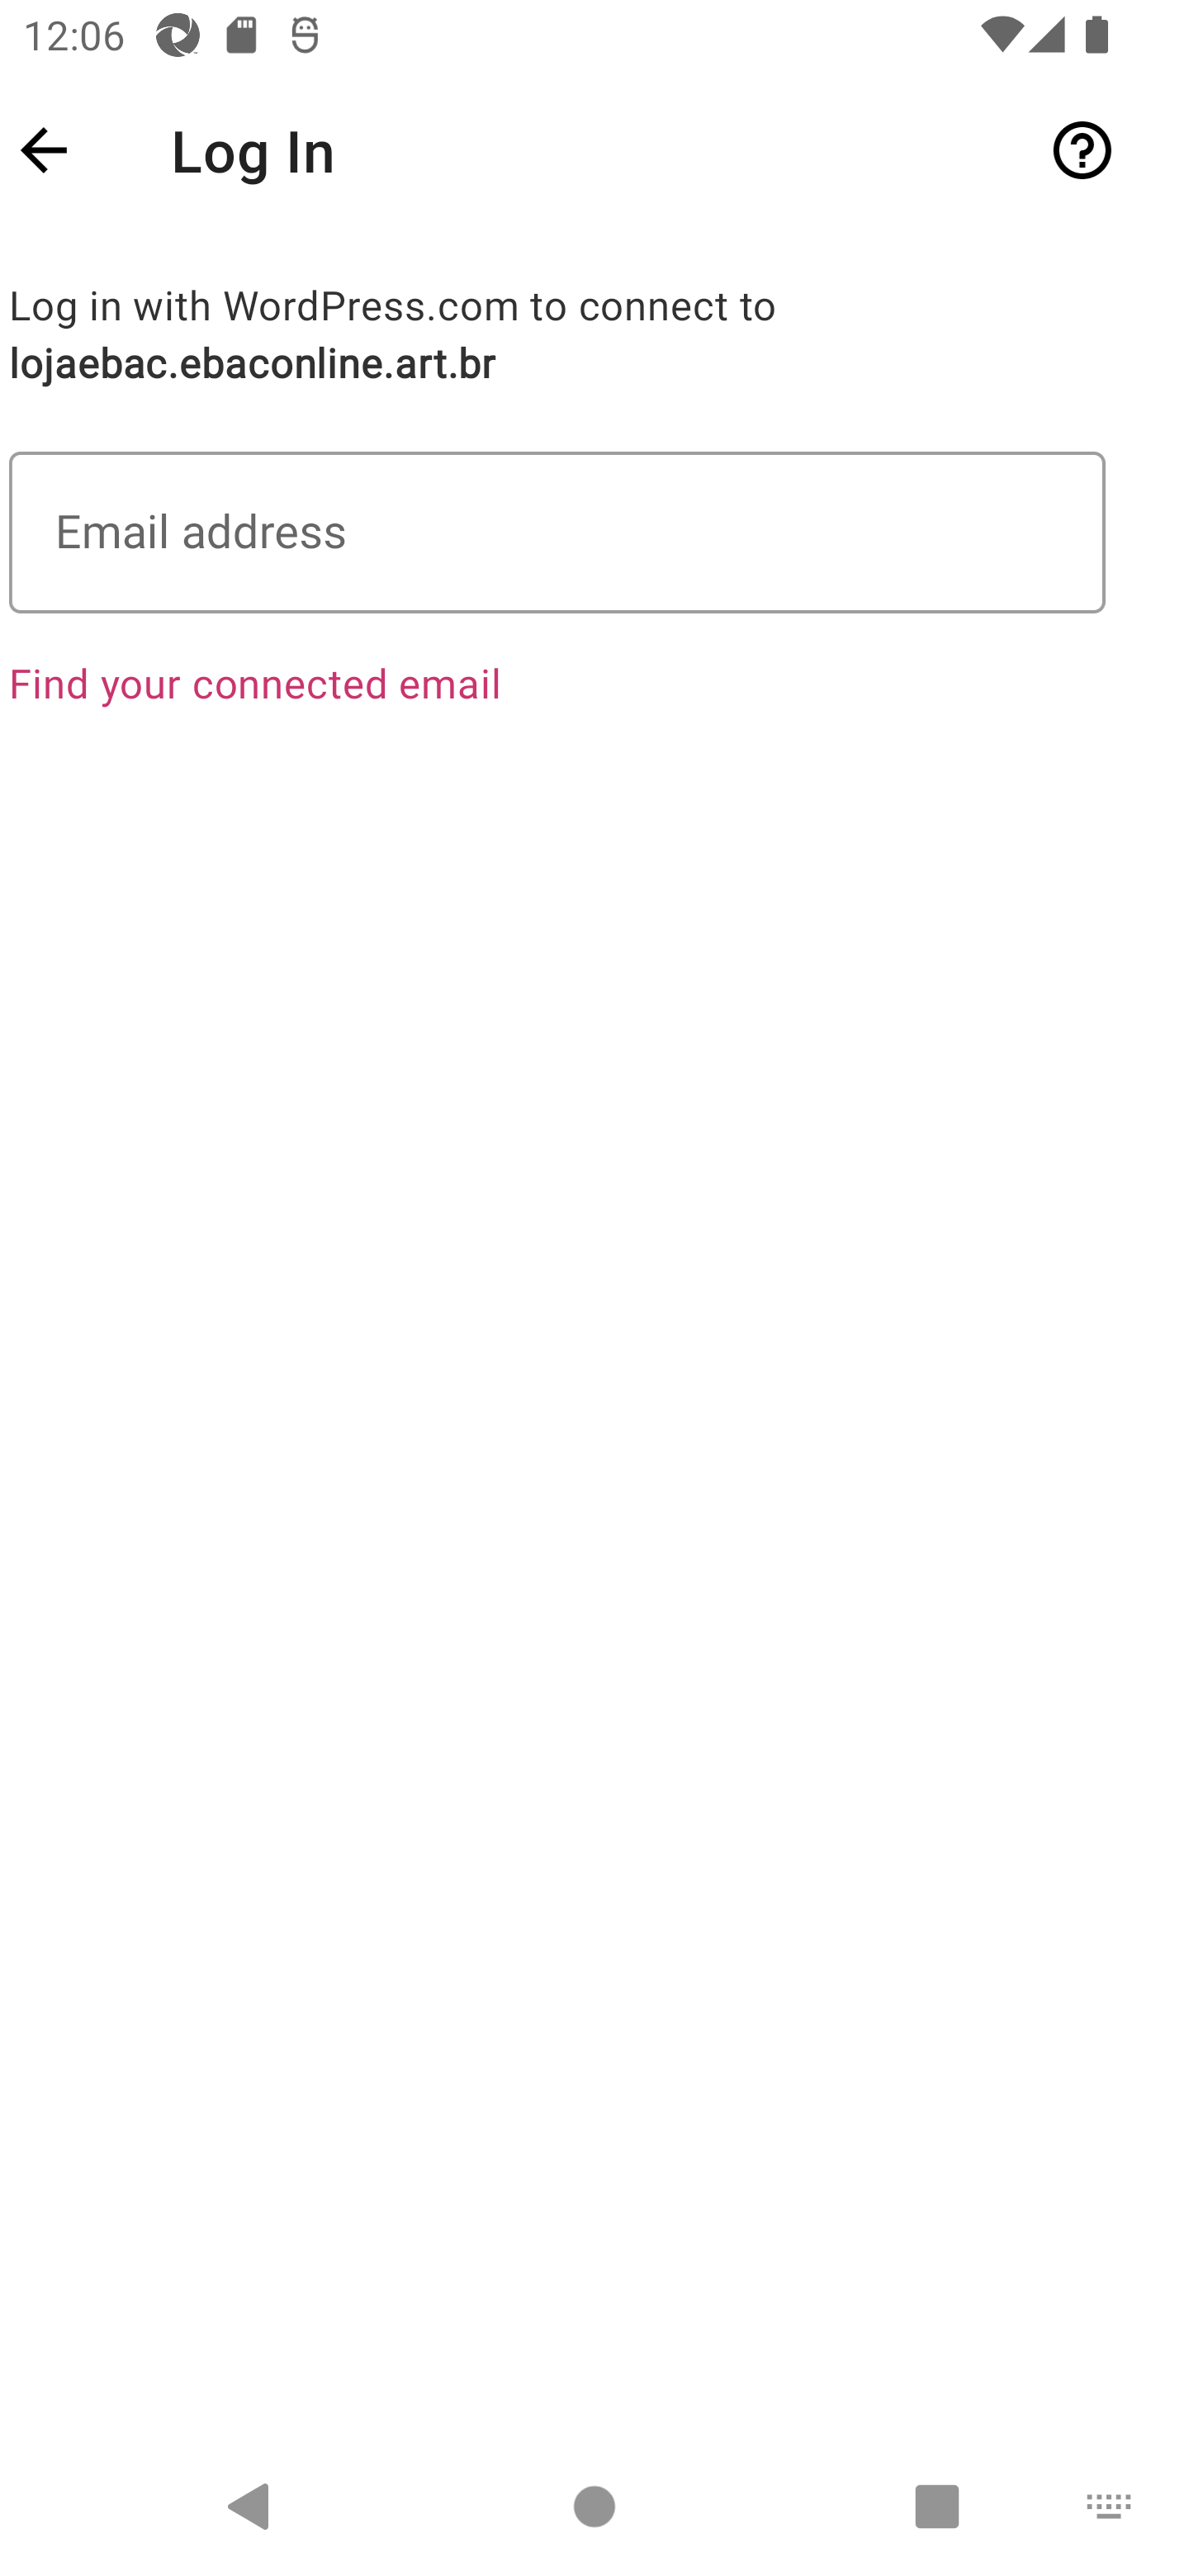 12:06
Log In
Log in with WordPress.com to connect to
lojaebac.ebaconline.art.br
Email address
Find your connected email